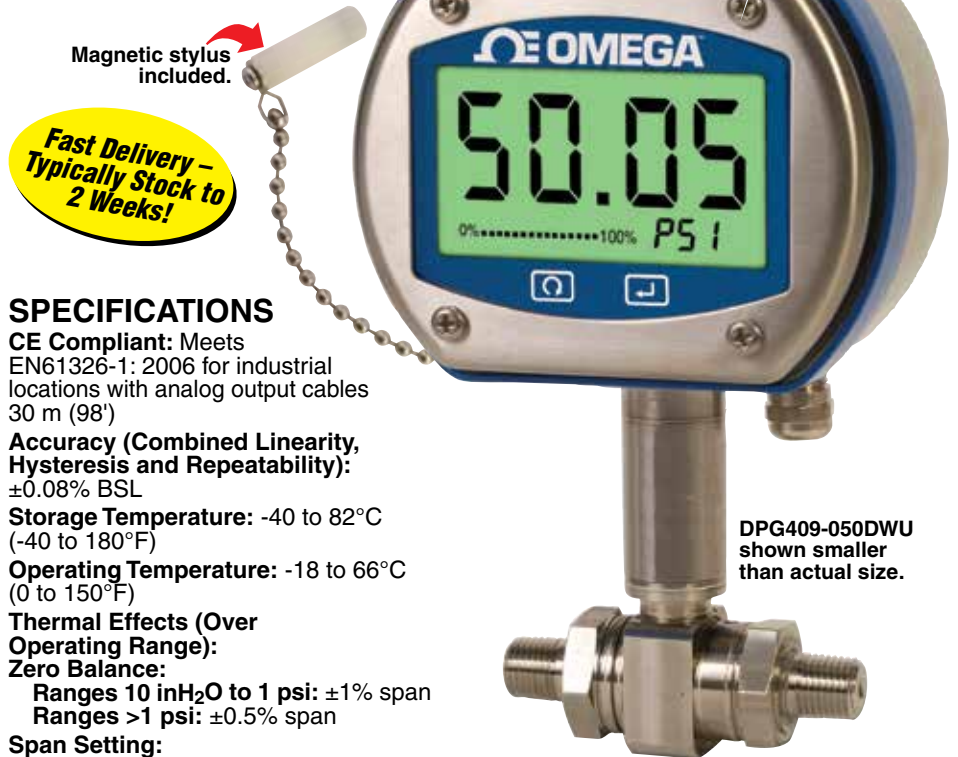 Magnetic stylus
included.
Fast Delivery –
Typically Stock to
2 Weeks!
ΩE OMEGA
50.05
0% 100% PSI
SPECIFICATIONS
CE Compliant: Meets
EN61326-1: 2006 for industrial
locations with analog output cables
30 m (98')
Accuracy (Combined Linearity,
Hysteresis and Repeatability):
±0.08% BSL
Storage Temperature: -40 to 82°C
(-40 to 180°F)
Operating Temperature: -18 to 66°C
(0 to 150°F)
Thermal Effects (Over
Operating Range):
Zero Balance:
Ranges 10 inH₂O to 1 psi: ±1% span
Ranges >1 psi: ±0.5% span
Span Setting:
DPG409-050DWU
shown smaller
than actual size.